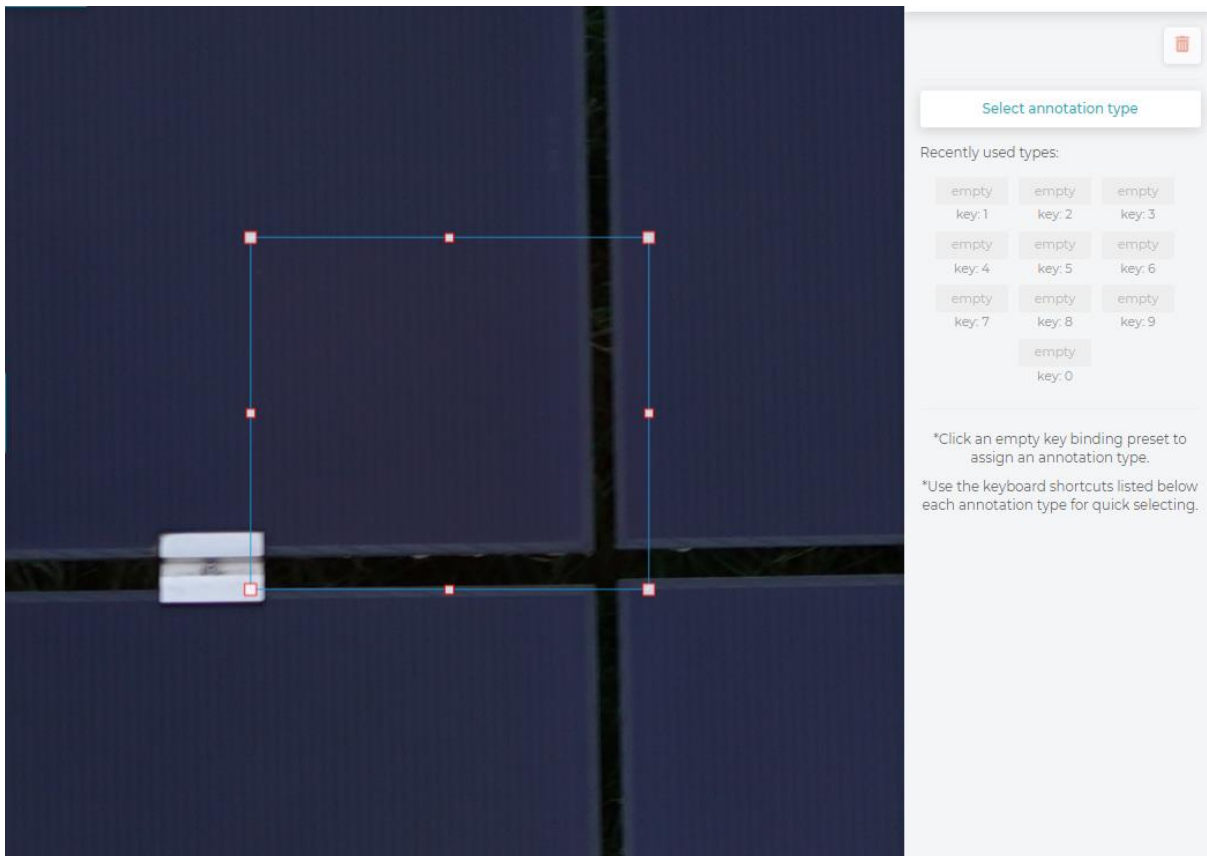 Select annotation type
Recently used types:
empty empty empty
key: 1 key: 2 key: 3
empty empty empty
key: 4 key: 5 key: 6
empty empty empty
key: 7 key: 8 key: 9
empty
key: 0
*Click an empty key binding preset to
assign an annotation type.
*Use the keyboard shortcuts listed below
each annotation type for quick selecting.